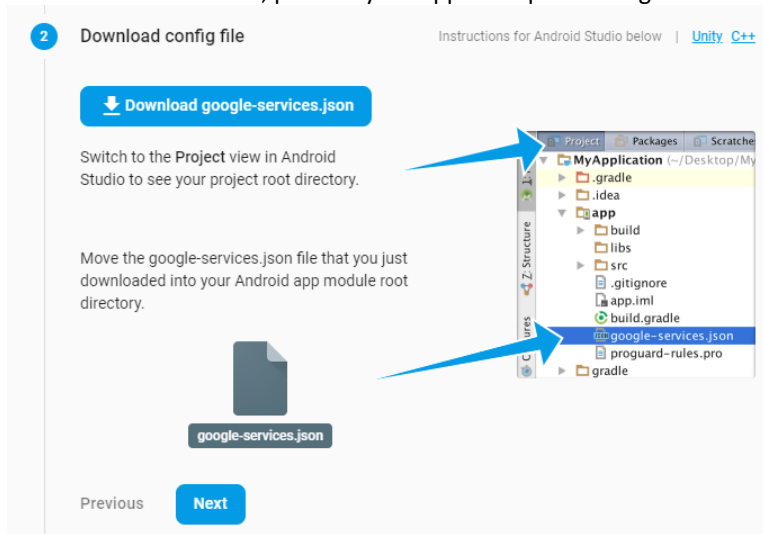 2 Download config file
Instructions for Android Studio below | Unity C++
Download google-services.json
Switch to the Project view in Android
Studio to see your project root directory.
Move the google-services.json file that you just
downloaded into your Android app module root
directory.
google-services.json
Project Packages Scratche
MyApplication (~/Desktop/My
.gradle
.idea
app
build
libs
src
.gitignore
app.iml
build.gradle
google-services.json
proguard-rules.pro
gradle
Z: Structure
Previous
Next